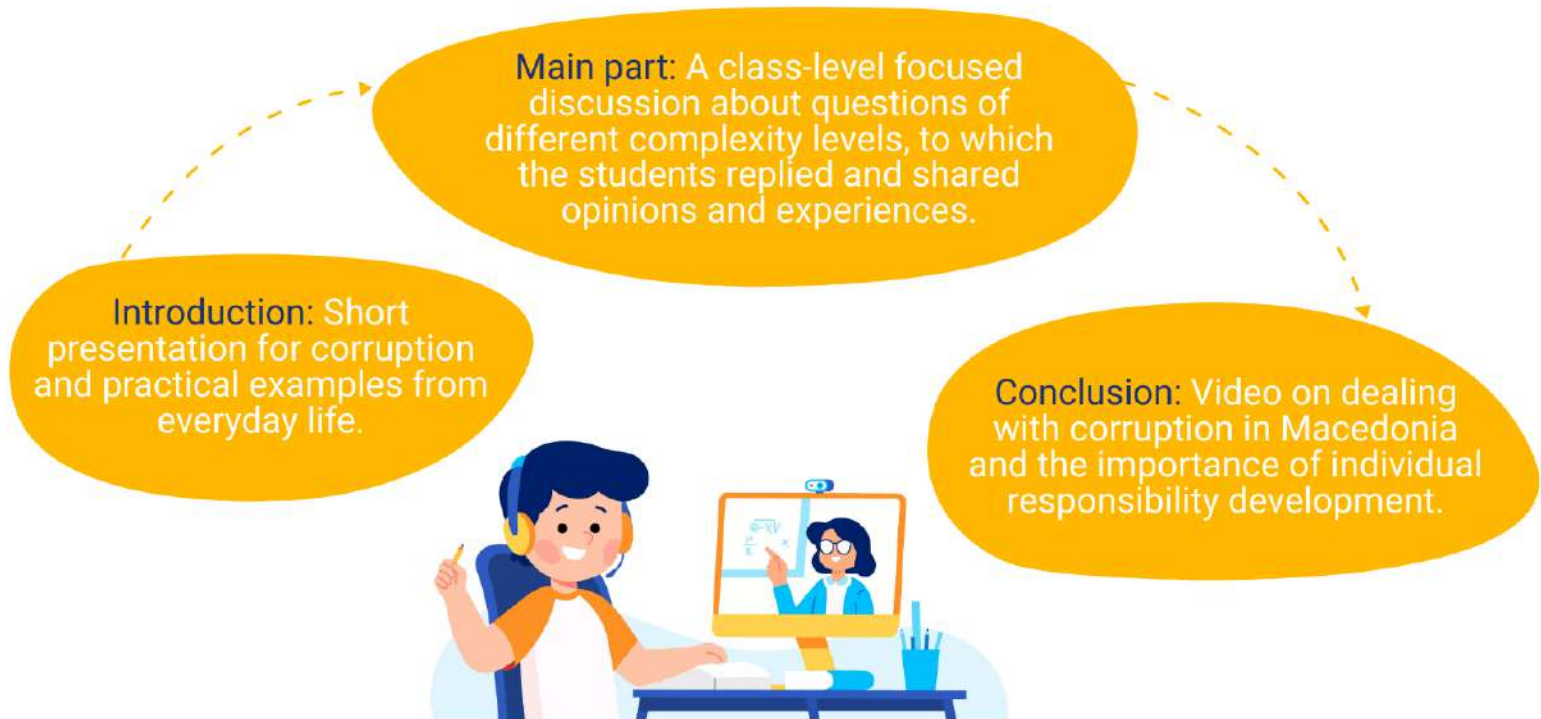 Introduction: Short
presentation for corruption
and practical examples from
everyday life.
Main part: A class-level focused
discussion about questions of
different complexity levels, to which
the students replied and shared
opinions and experiences.
Conclusion: Video on dealing
with corruption in Macedonia
and the importance of individual
responsibility development.